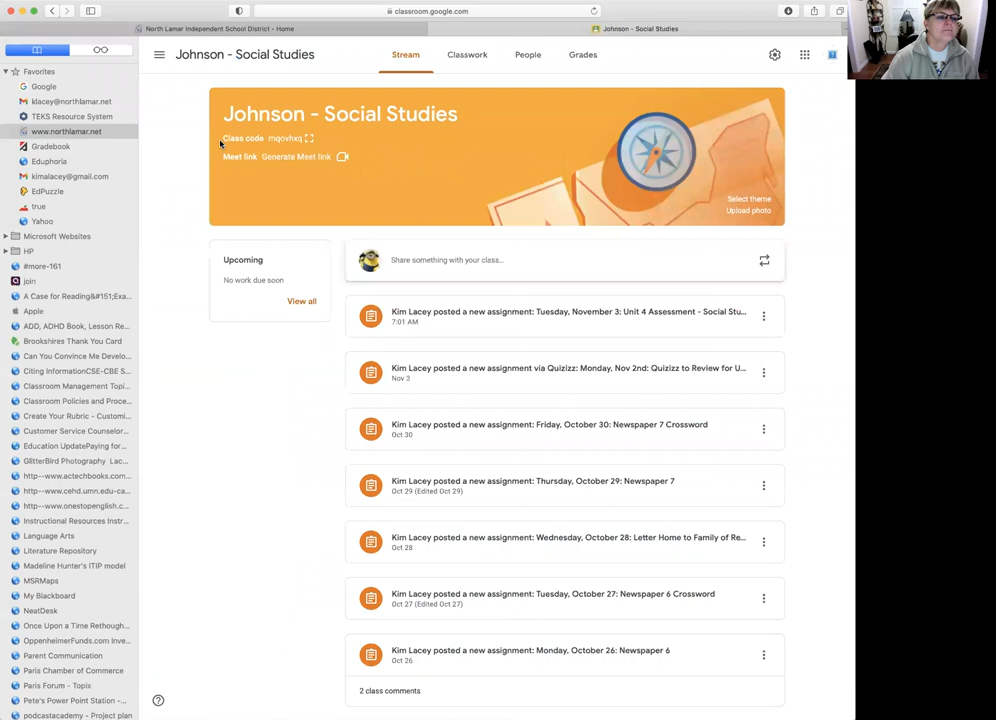 classroom.google.com
North Lamar Independent School District - Home
Johnson - Social Studies
Favorites
Google
klacey@northlamar.net
TEKS Resource System
www.northlamar.net
Gradebook
Eduphoria
kimalacey@gmail.com
EdPuzzle
true
Yahoo
Microsoft Websites
HP
#more-161
join
A Case for Reading&#151;Exa...
Apple
ADD, ADHD Book, Lesson Re...
Brookshires Thank You Card
Can You Convince Me Develo...
Citing InformationCSE-CBE S...
Classroom Management Topi...
Classroom Policies and Proce...
Create Your Rubric - Customi...
Customer Service Counselor...
Education UpdatePaying for...
GlitterBird Photography Lac...
http--www.actechbooks.com...
http--www.cehd.umn.edu-ca...
http--www.onestopenglish.c...
Instructional Resources Instr...
Language Arts
Literature Repository
Madeline Hunter's ITIP model
MSRMaps
My Blackboard
NeatDesk
Once Upon a Time Rethough...
OppenheimerFunds.com Inve...
Parent Communication
Paris Chamber of Commerce
Paris Forum - Topix
Pete's Power Point Station -...
podcastacademy - Project plan
Johnson - Social Studies
Stream
Classwork
People
Grades
Johnson - Social Studies
Class code mqovhxq
Meet link Generate Meet link
Select theme
Upload photo
Upcoming
No work due soon
View all
Share something with your class...
Kim Lacey posted a new assignment: Tuesday, November 3: Unit 4 Assessment - Social Stu...
7:01 AM
Kim Lacey posted a new assignment via Quizizz: Monday, Nov 2nd: Quizizz to Review for U...
Nov 2
Kim Lacey posted a new assignment: Friday, October 30: Newspaper 7 Crossword
Oct 30
Kim Lacey posted a new assignment: Thursday, October 29: Newspaper 7
Oct 29 (Edited Oct 29)
Kim Lacey posted a new assignment: Wednesday, October 28: Letter Home to Family of Re...
Oct 28
Kim Lacey posted a new assignment: Tuesday, October 27: Newspaper 6 Crossword
Oct 27 (Edited Oct 27)
Kim Lacey posted a new assignment: Monday, October 26: Newspaper 6
Oct 26
2 class comments